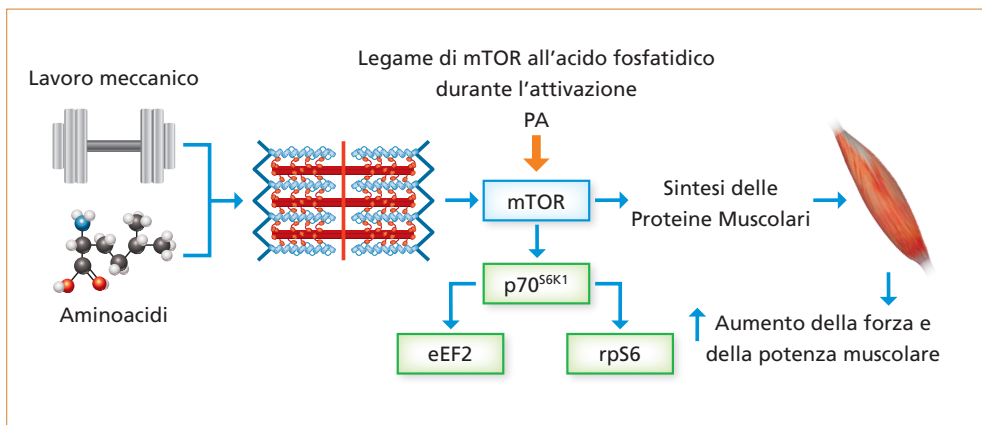 Legame di mTOR all'acido fosfatidico
durante l'attivazione
PA
Lavoro meccanico
Aminoacidi
mTOR
Sintesi delle
Proteine Muscolari
p70S6K1
eEF2
rpS6
Aumento della forza e
della potenza muscolare